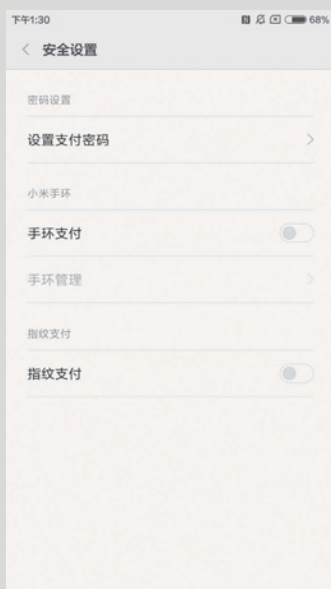 下午1:30 68%
安全设置
密码设置
设置支付密码
小米手环
手环支付
手环管理
指纹支付
指纹支付